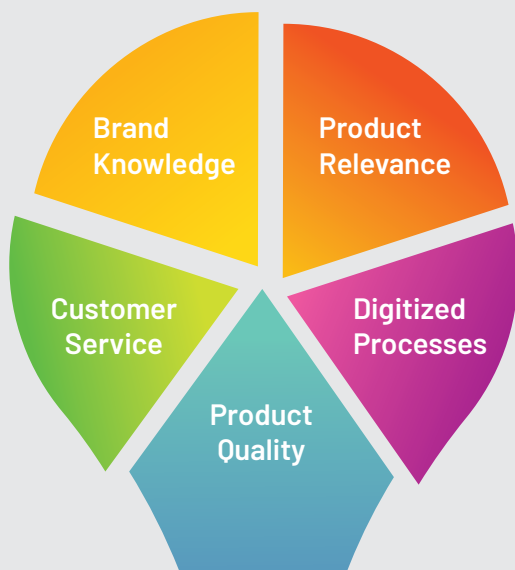 Brand
Knowledge
Product
Relevance
Customer
Service
Digitized
Processes
Product
Quality